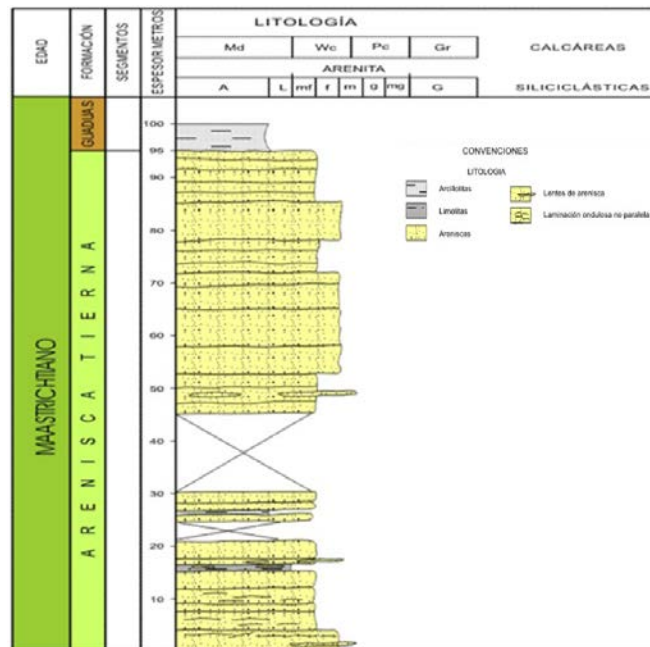 LITOLOGÍA
EDAD
FORMACIÓN
SEGMENTOS
ESPESOR METROS
Md Wc Pc Gr CALCÁREAS
ARENITA
A L mf f m g mg G SILICICLÁSTICAS
MAASTRICHTIANO
GUADUAS
ARENISCA TIERNA
100
95
90
80
70
60
50
40
30
20
10
CONVENCIONES
LITOLOGIA
Arcillolitas
Limolitas
Areniscas
Lentes de arenisca
Laminación ondulosa no paralela